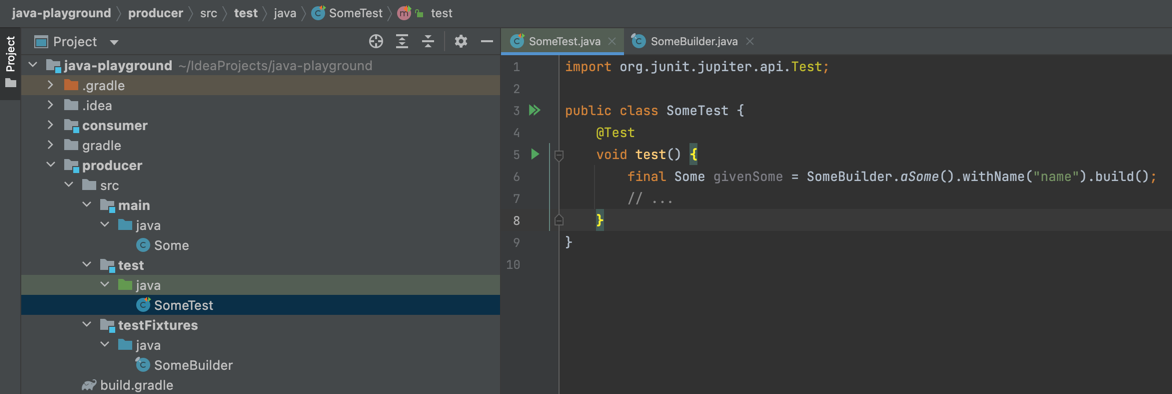 java-playground producer src test java SomeTest m test
Project
Project
java-playground ~/IdeaProjects/java-playground
.gradle
.idea
consumer
gradle
producer
src
main
java
C Some
test
java
C SomeTest
testFixtures
java
C SomeBuilder
build.gradle
C SomeTest.java C SomeBuilder.java
1 import org.junit.jupiter.api.Test;
2
3 public class SomeTest {
4 @Test
5 void test() {
6 final Some givenSome = SomeBuilder.aSome().withName("name").build();
7 // ...
8 }
9 }
10